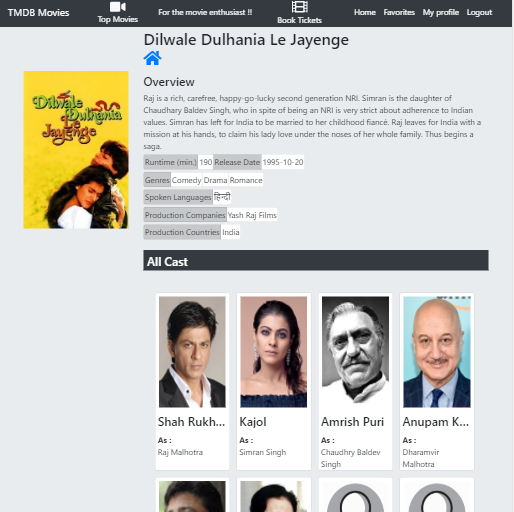 TMDB Movies
Top Movies
For the movie enthusiast !!
Book Tickets
Home Favorites My profile Logout
Dilwale Dulhania Le Jayenge
Dilwale
Dulhania
Le
Jayenge
Overview
Raj is a rich, carefree, happy-go-lucky second generation NRI. Simran is the daughter of
Chaudhary Baldev Singh, who in spite of being an NRI is very strict about adherence to Indian
values. Simran has left for India to be married to her childhood fiancé. Raj leaves for India with a
mission at his hands, to claim his lady love under the noses of her whole family. Thus begins a
saga.
Runtime (min.) 190 Release Date 1995-10-20
Genres Comedy Drama Romance
Spoken Languages हिन्दी
Production Companies Yash Raj Films
Production Countries India
All Cast
Shah Rukh... Kajol Amrish Puri Anupam K...
As : As : As : As :
Raj Malhotra Simran Singh Chaudhry Baldev Dharamvir
Singh Malhotra